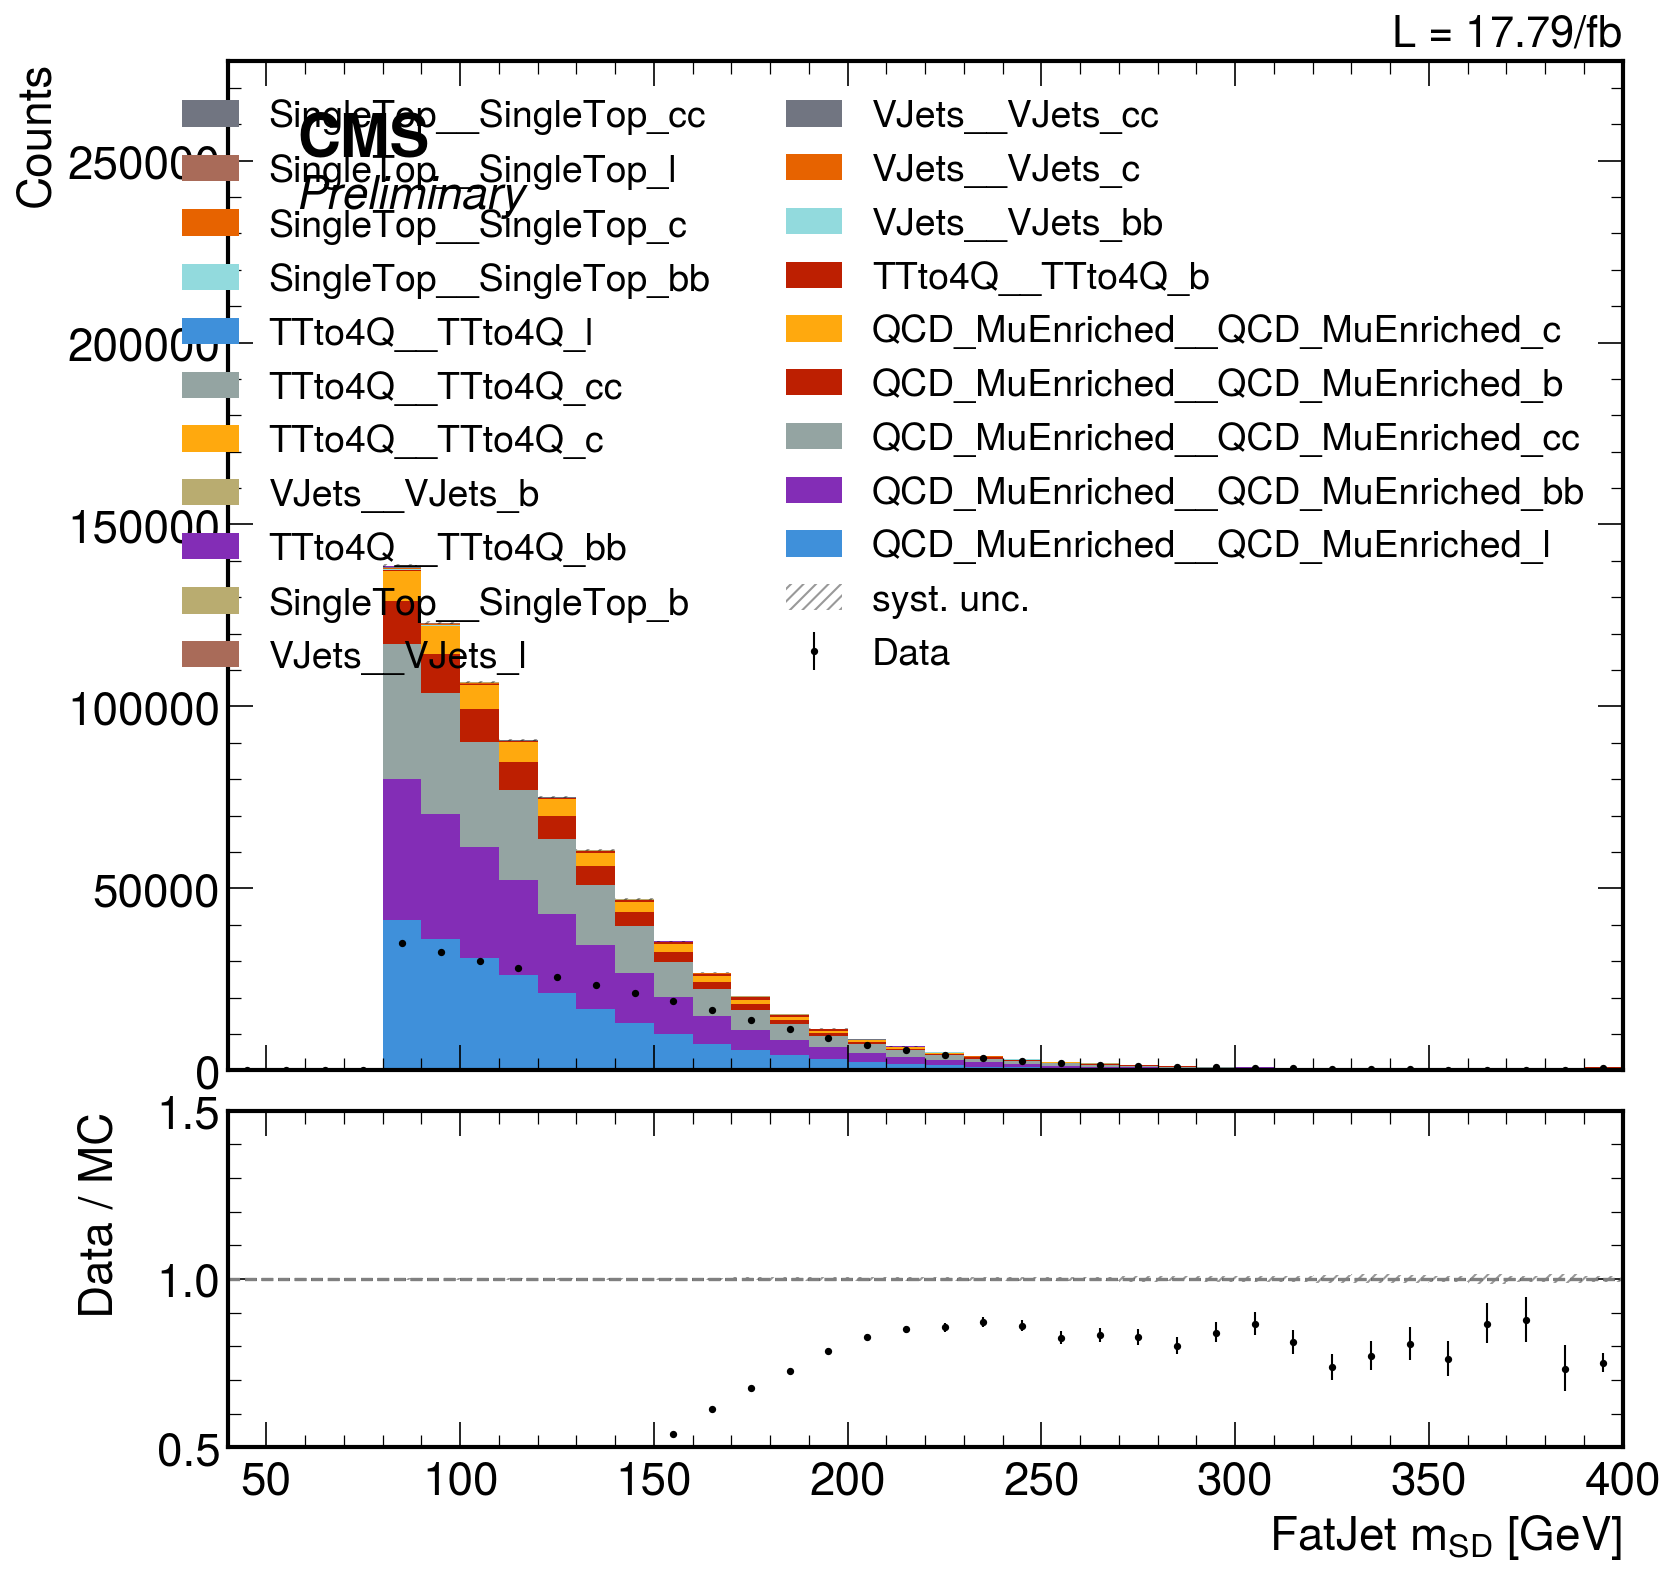 L = 17.79/fb
Counts
CMS
Preliminary
SingleTop__SingleTop_cc
SingleTop__SingleTop_l
SingleTop__SingleTop_c
SingleTop__SingleTop_bb
TTto4Q__TTto4Q_l
TTto4Q__TTto4Q_cc
TTto4Q__TTto4Q_c
VJets__VJets_b
TTto4Q__TTto4Q_bb
SingleTop__SingleTop_b
VJets__VJets_l
VJets__VJets_cc
VJets__VJets_c
VJets__VJets_bb
TTto4Q__TTto4Q_b
QCD_MuEnriched__QCD_MuEnriched_c
QCD_MuEnriched__QCD_MuEnriched_b
QCD_MuEnriched__QCD_MuEnriched_cc
QCD_MuEnriched__QCD_MuEnriched_bb
QCD_MuEnriched__QCD_MuEnriched_l
syst. unc.
Data
250000
200000
150000
100000
50000
0
Data / MC
1.5
1.0
0.5
50 100 150 200 250 300 350 400
FatJet m_SD [GeV]